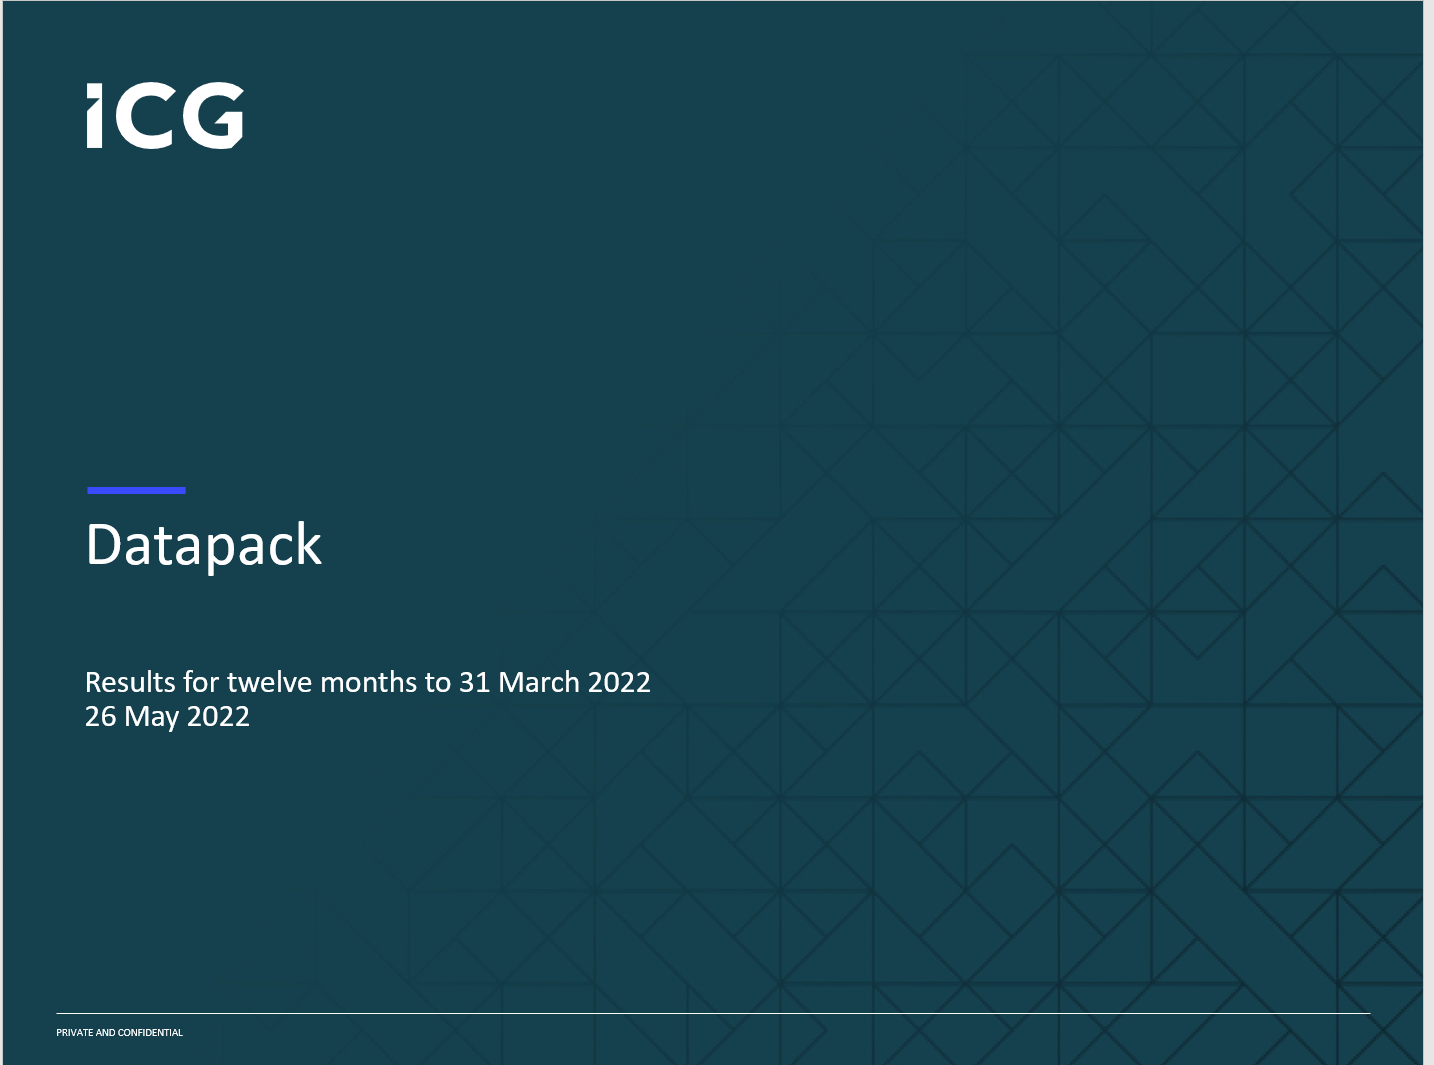 iCG
Datapack
Results for twelve months to 31 March 2022
26 May 2022
PRIVATE AND CONFIDENTIAL